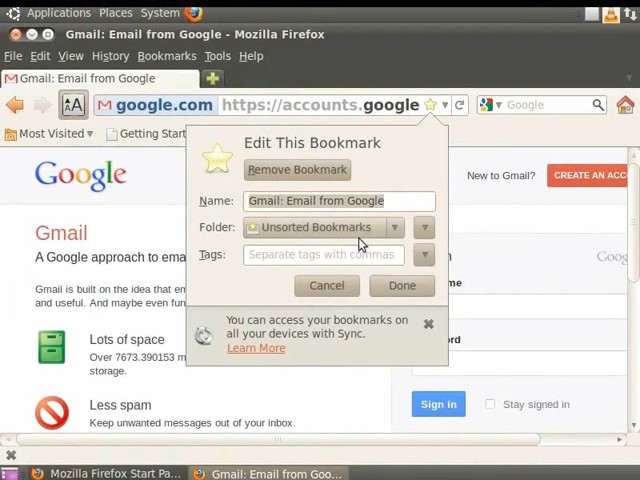 Applications Places System
Gmail: Email from Google - Mozilla Firefox
File Edit View History Bookmarks Tools Help
Gmail: Email from Google
AA google.com https://accounts.google Google
Most Visited Getting Start
Edit This Bookmark
Remove Bookmark
Name: Gmail: Email from Google
Folder: Unsorted Bookmarks
Tags: Separate tags with commas
Cancel Done
You can access your bookmarks on
all your devices with Sync.
Learn More
Google
New to Gmail? CREATE AN ACCOU
Gmail
A Google approach to ema
Gmail is built on the idea that em
and useful. And maybe even fun
Lots of space
Over 7673.390153 m
storage.
Less spam
Keep unwanted messages out of your inbox.
Goog
me
ord
Sign in Stay signed in
Mozilla Firefox Start Pa... Gmail: Email from Goo...